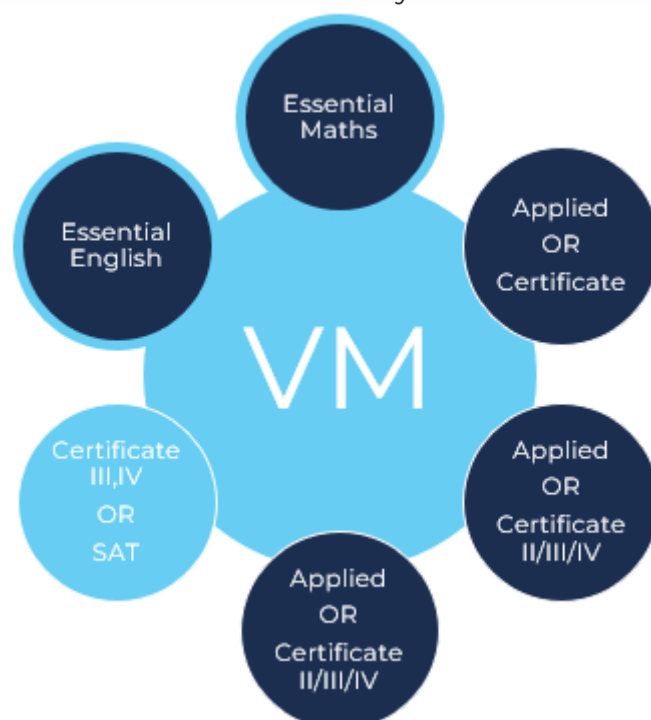 Essential
Maths
Essential
English
Applied
OR
Certificate
VM
Certificate
III,IV
OR
SAT
Applied
OR
Certificate
II/III/IV
Applied
OR
Certificate
II/III/IV